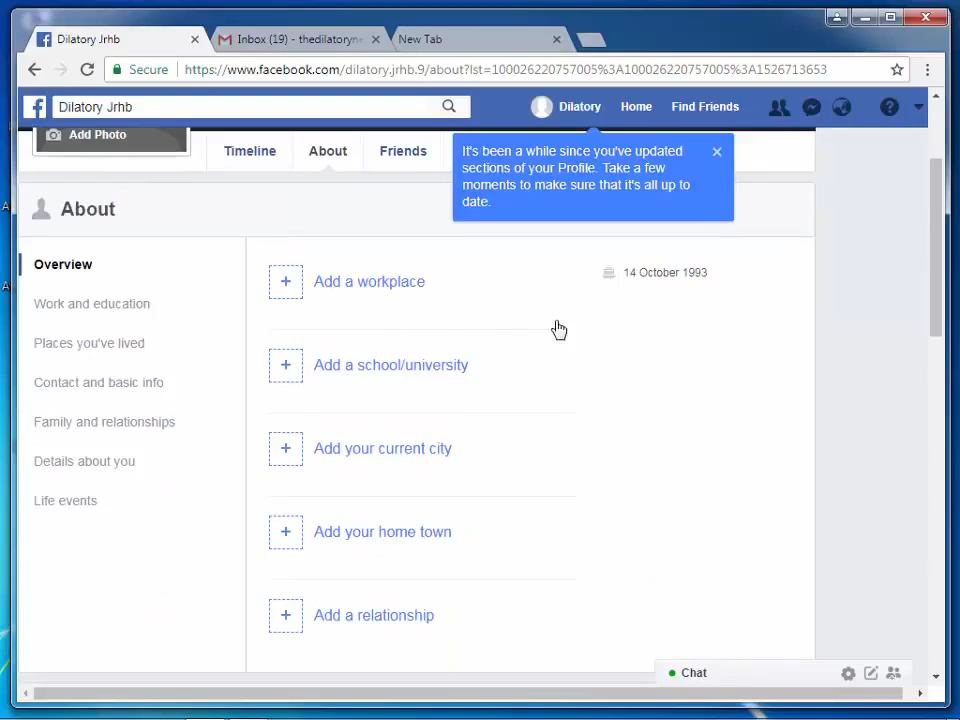 Dilatory Jrhb
Inbox (19) - thedilatoryne
New Tab
Secure
https://www.facebook.com/dilatory.jrhb.9/about?lst=100026220757005%3A100026220757005%3A1526713653
Dilatory Jrhb
Dilatory
Home
Find Friends
Add Photo
Timeline
About
Friends
It's been a while since you've updated
sections of your Profile. Take a few
moments to make sure that it's all up to
date.
About
Overview
Work and education
Places you've lived
Contact and basic info
Family and relationships
Details about you
Life events
Add a workplace
14 October 1993
Add a school/university
Add your current city
Add your home town
Add a relationship
Chat